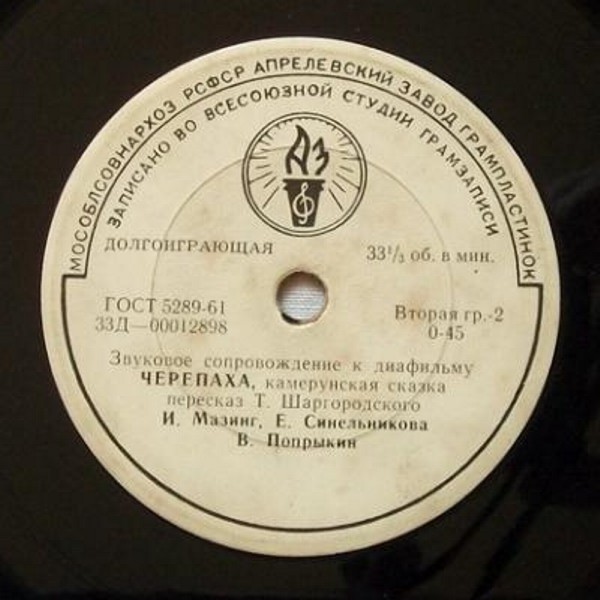 МОСОБЛСОВНАРХОЗ РСФСР АПРЕЛЕВСКИЙ ЗАВОД ГРАМПЛАСТИНОК
ЗАПИСАНО ВО ВСЕСОЮЗНОЙ СТУДИИ ГРАМЗАПИСИ
АЗ
ДОЛГОИГРАЮЩАЯ
33⅓ об. в мин.
ГОСТ 5289-61
33Д—00012898
Вторая гр.-2
0-45
Звуковое сопровождение к диафильму
ЧЕРЕПАХА, камерунская сказка
пересказ Т. Шаргородского
И. Мазинг, Е. Синельникова
В. Попрыкин